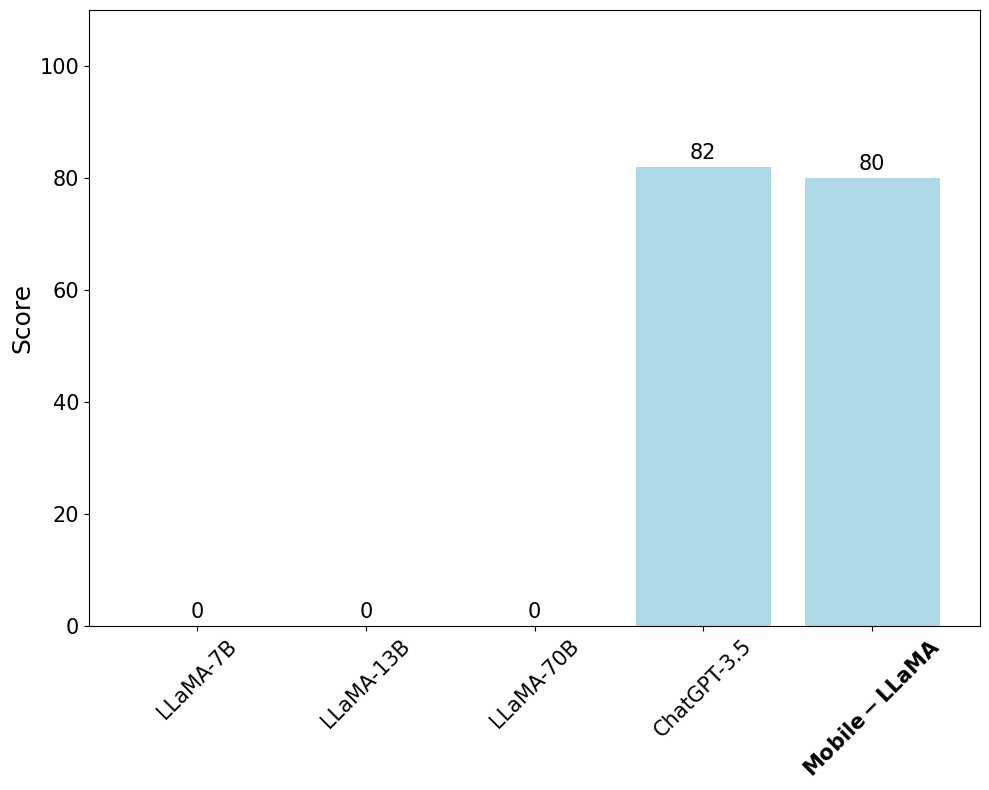 Score
100
80
60
40
20
0
0
0
0
82
80
LLaMA-7B
LLaMA-13B
LLaMA-70B
ChatGPT-3.5
Mobile – LLaMA